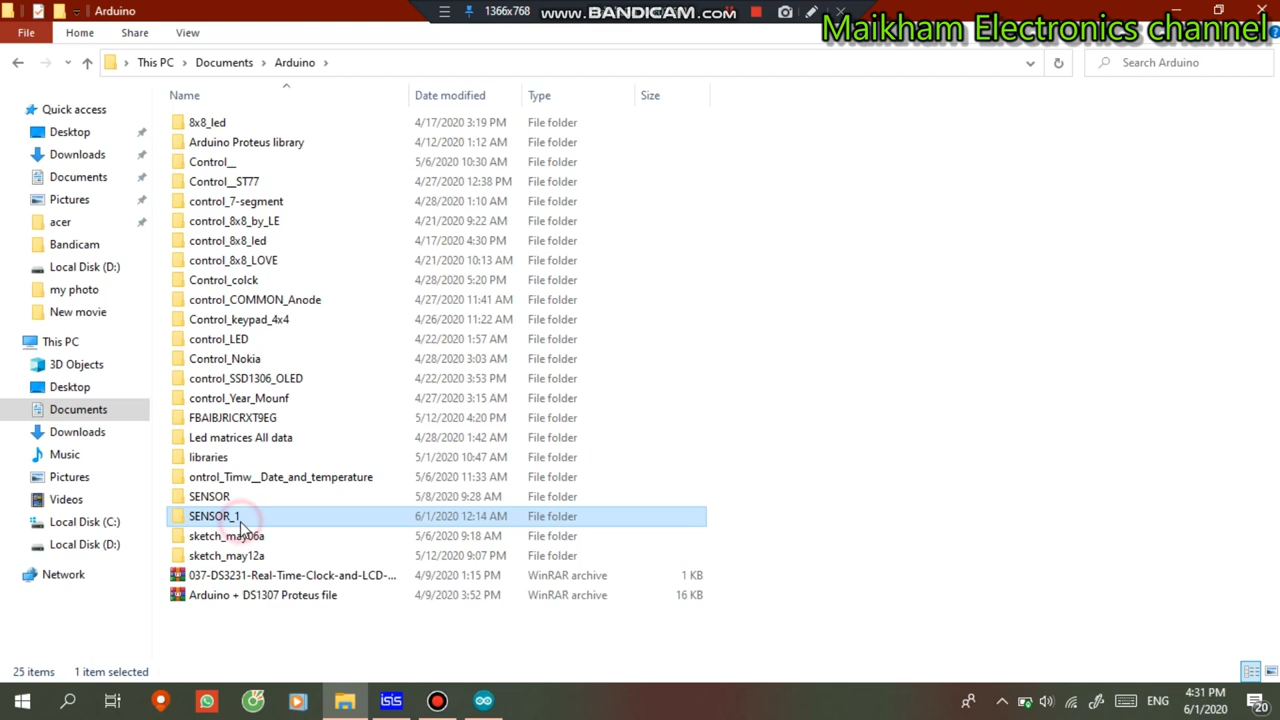 Arduino
1366x768
www.BANDICAM.com
Maikham Electronics channel
File Home Share View
This PC Documents Arduino
Search Arduino
Name Date modified Type Size
Quick access
Desktop
Downloads
Documents
Pictures
acer
Bandicam
Local Disk (D:)
my photo
New movie
This PC
3D Objects
Desktop
Documents
Downloads
Music
Pictures
Videos
Local Disk (C:)
Local Disk (D:)
Network
8x8_led 4/17/2020 3:19 PM File folder
Arduino Proteus library 4/12/2020 1:12 AM File folder
Control__ 5/6/2020 10:30 AM File folder
Control__ST77 4/27/2020 12:38 PM File folder
control_7-segment 4/28/2020 1:10 AM File folder
control_8x8_by_LE 4/21/2020 9:22 AM File folder
control_8x8_led 4/17/2020 4:30 PM File folder
control_8x8_LOVE 4/21/2020 10:13 AM File folder
Control_colck 4/28/2020 5:20 PM File folder
control_COMMON_Anode 4/27/2020 11:41 AM File folder
Control_keypad_4x4 4/26/2020 11:22 AM File folder
control_LED 4/22/2020 1:57 AM File folder
Control_Nokia 4/28/2020 3:03 AM File folder
control_SSD1306_OLED 4/22/2020 3:53 PM File folder
control_Year_Mounf 4/27/2020 3:15 AM File folder
FBAIBJRICRXT9EG 5/12/2020 4:20 PM File folder
Led matrices All data 4/28/2020 1:42 AM File folder
libraries 5/1/2020 10:47 AM File folder
ontrol_Timw__Date_and_temperature 5/6/2020 11:33 AM File folder
SENSOR 5/8/2020 9:28 AM File folder
SENSOR_1 6/1/2020 12:14 AM File folder
sketch_may06a 5/6/2020 9:18 AM File folder
sketch_may12a 5/12/2020 9:07 PM File folder
037-DS3231-Real-Time-Clock-and-LCD-... 4/9/2020 1:15 PM WinRAR archive 1 KB
Arduino + DS1307 Proteus file 4/9/2020 3:52 PM WinRAR archive 16 KB
25 items 1 item selected
isis
ENG
4:31 PM
6/1/2020
20